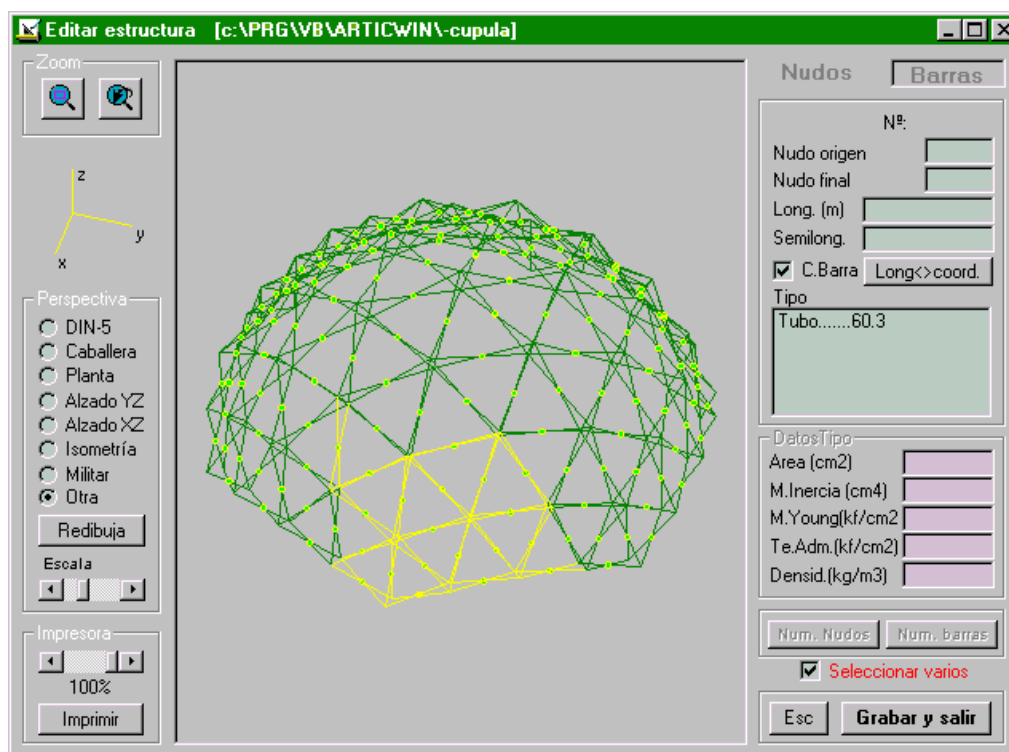 Editar estructura [c:\PRG\VB\ARTICWIN\-cupula]
Zoom
z
y
x
Perspectiva
DIN-5
Caballera
Planta
Alzado YZ
Alzado XZ
Isometría
Militar
Otra
Redibuja
Escala
Impresora
100%
Imprimir
Nudos Barras
Nº:
Nudo origen
Nudo final
Long. (m)
Semilong.
C.Barra Long<>coord.
Tipo
Tubo.......60.3
DatosTipo
Area (cm2)
M.Inercia (cm4)
M.Young(kf/cm2
Te.Adm.(kf/cm2)
Densid.(kg/m3)
Num. Nudos Num. barras
Seleccionar varios
Esc Grabar y salir